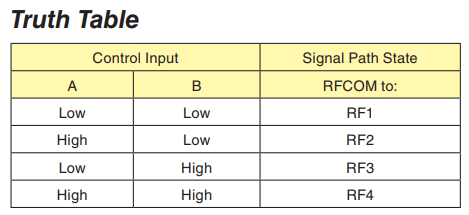 Truth Table
Control Input Signal Path State
A B RFCOM to:
Low Low RF1
High Low RF2
Low High RF3
High High RF4